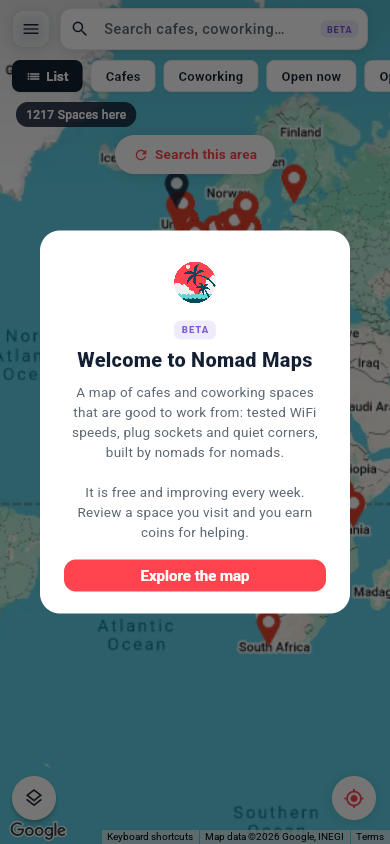 Search cafes, coworking... BETA
List Cafes Coworking Open now
1217 Spaces here
Finland
Search this area
Norway
BETA
Welcome to Nomad Maps
A map of cafes and coworking spaces
that are good to work from: tested WiFi
speeds, plug sockets and quiet corners,
built by nomads for nomads.
It is free and improving every week.
Review a space you visit and you earn
coins for helping.
Explore the map
Iraq
Atlantic
Ocean
South Africa
Southern
Ocean
Google
Keyboard shortcuts Map data ©2026 Google, INEGI Terms